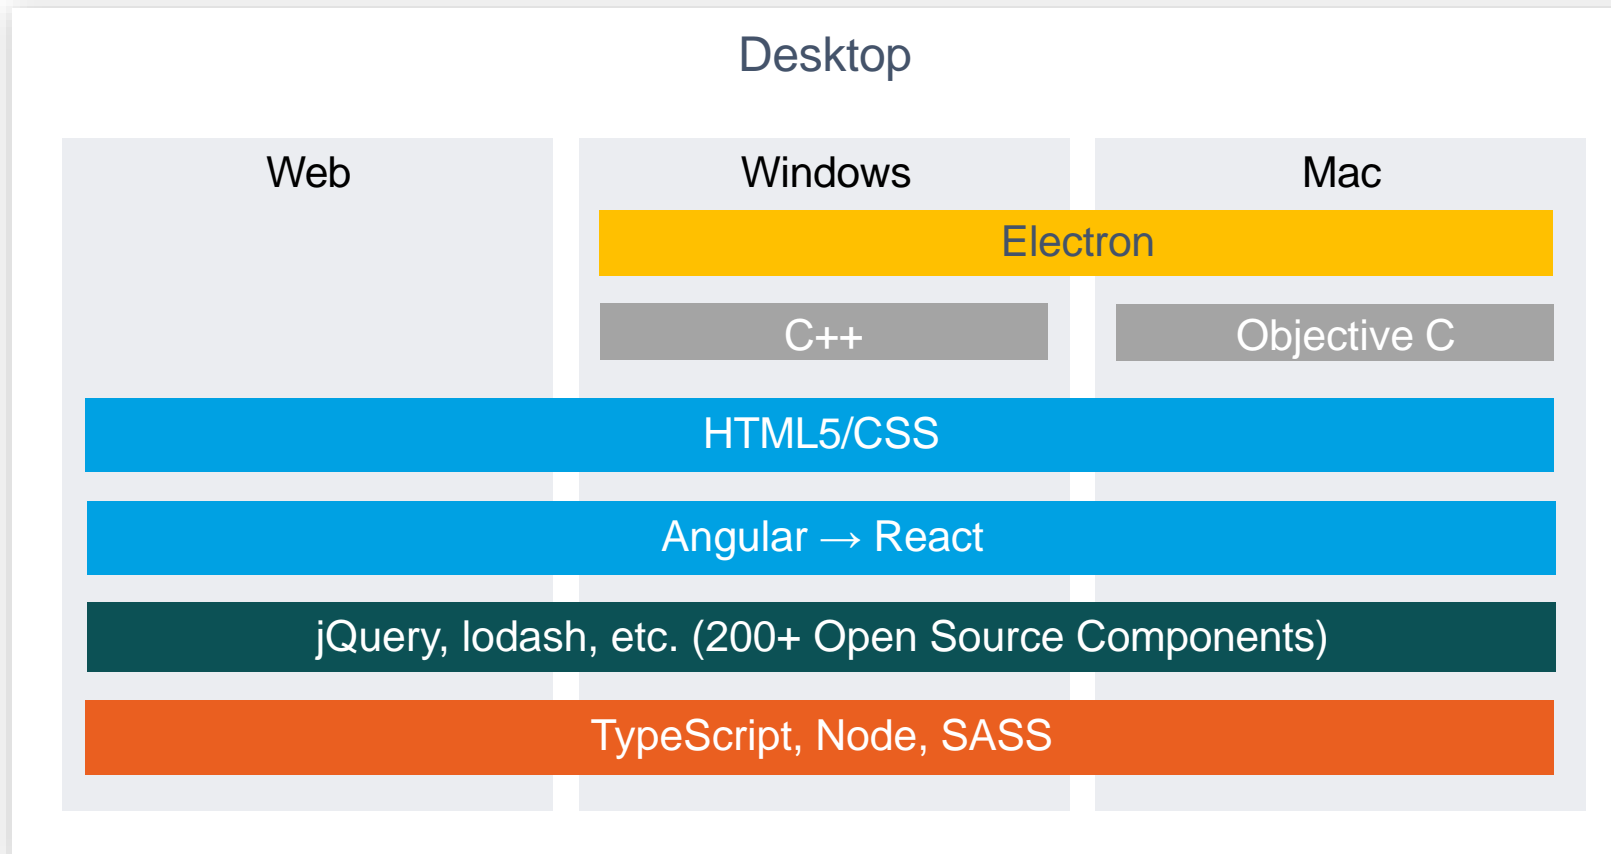 Desktop
Web
Windows
Mac
Electron
C++
Objective C
HTML5/CSS
Angular → React
jQuery, lodash, etc. (200+ Open Source Components)
TypeScript, Node, SASS